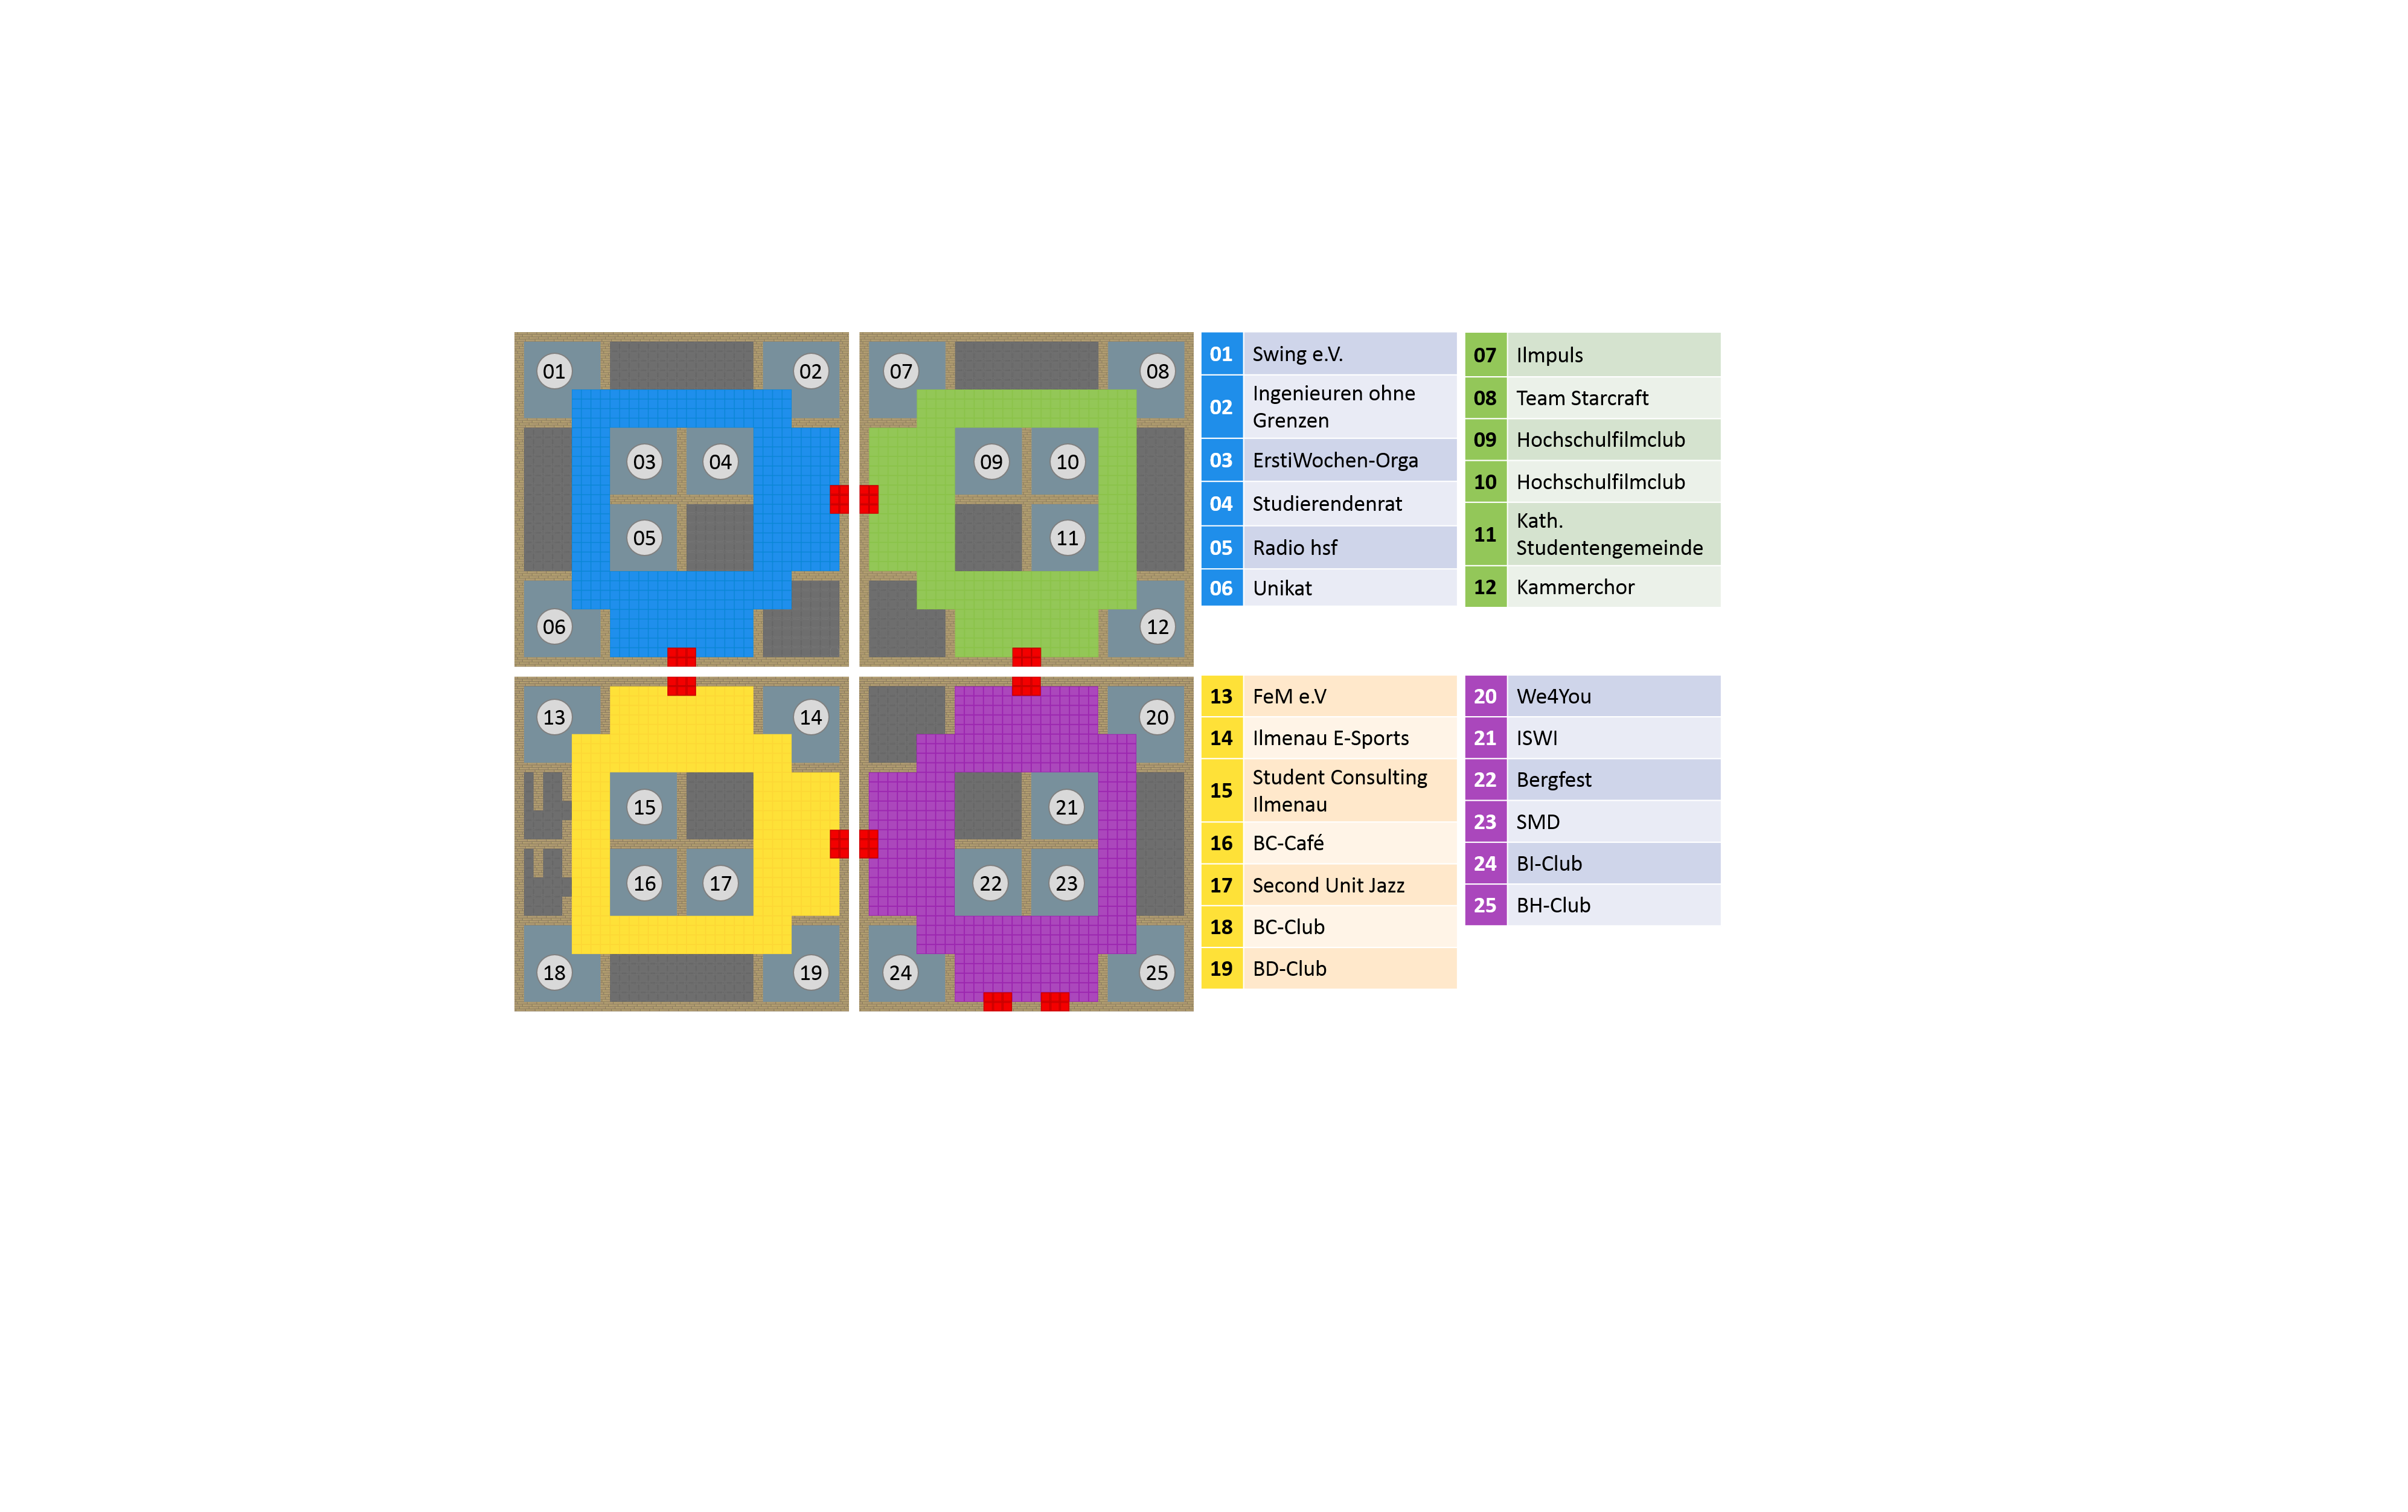 01
02
03
04
05
06
07
08
09
10
11
12
13
14
15
16
17
18
19
20
21
22
23
24
25
01 Swing e.V.
02 Ingenieuren ohne
Grenzen
03 ErstiWochen-Orga
04 Studierendenrat
05 Radio hsf
06 Unikat
07 Ilmpuls
08 Team Starcraft
09 Hochschulfilmclub
10 Hochschulfilmclub
11 Kath.
Studentengemeinde
12 Kammerchor
13 FeM e.V
14 Ilmenau E-Sports
15 Student Consulting
Ilmenau
16 BC-Café
17 Second Unit Jazz
18 BC-Club
19 BD-Club
20 We4You
21 ISWI
22 Bergfest
23 SMD
24 BI-Club
25 BH-Club